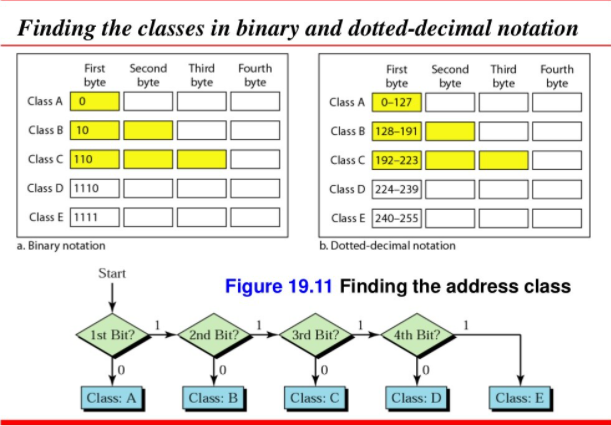 Finding the classes in binary and dotted-decimal notation
First byte Second byte Third byte Fourth byte
Class A 0
Class B 10
Class C 110
Class D 1110
Class E 1111
a. Binary notation
First byte Second byte Third byte Fourth byte
Class A 0–127
Class B 128–191
Class C 192–223
Class D 224–239
Class E 240–255
b. Dotted-decimal notation
Start
Figure 19.11 Finding the address class
1st Bit? 1 2nd Bit? 1 3rd Bit? 1 4th Bit? 1
0 0 0 0
Class: A Class: B Class: C Class: D Class: E